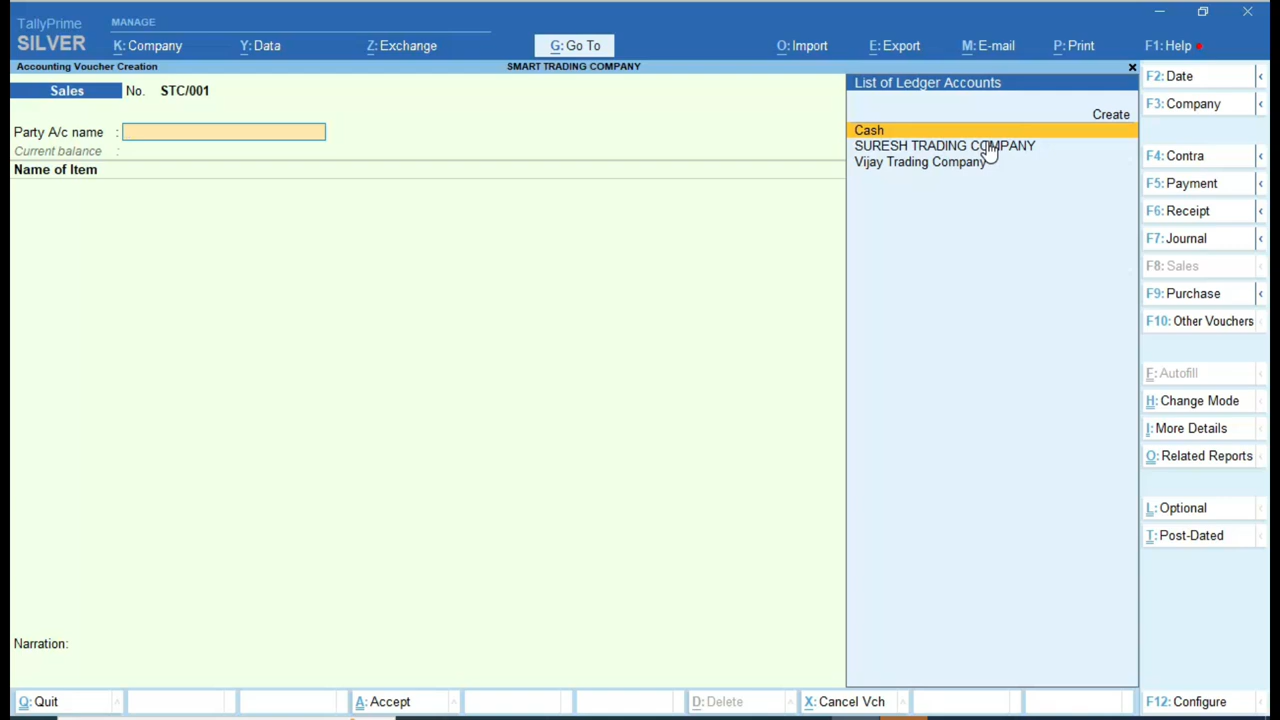 TallyPrime MANAGE
SILVER K: Company Y: Data Z: Exchange G: Go To O: Import E: Export M: E-mail P: Print F1: Help
Accounting Voucher Creation SMART TRADING COMPANY ×
Sales No. STC/001
Party A/c name :
Current balance :
Name of Item
Narration:
List of Ledger Accounts
Create
Cash
SURESH TRADING COMPANY
Vijay Trading Company
F2: Date
F3: Company
F4: Contra
F5: Payment
F6: Receipt
F7: Journal
F8: Sales
F9: Purchase
F10: Other Vouchers
F: Autofill
H: Change Mode
I: More Details
O: Related Reports
L: Optional
T: Post-Dated
Q: Quit A: Accept D: Delete X: Cancel Vch F12: Configure